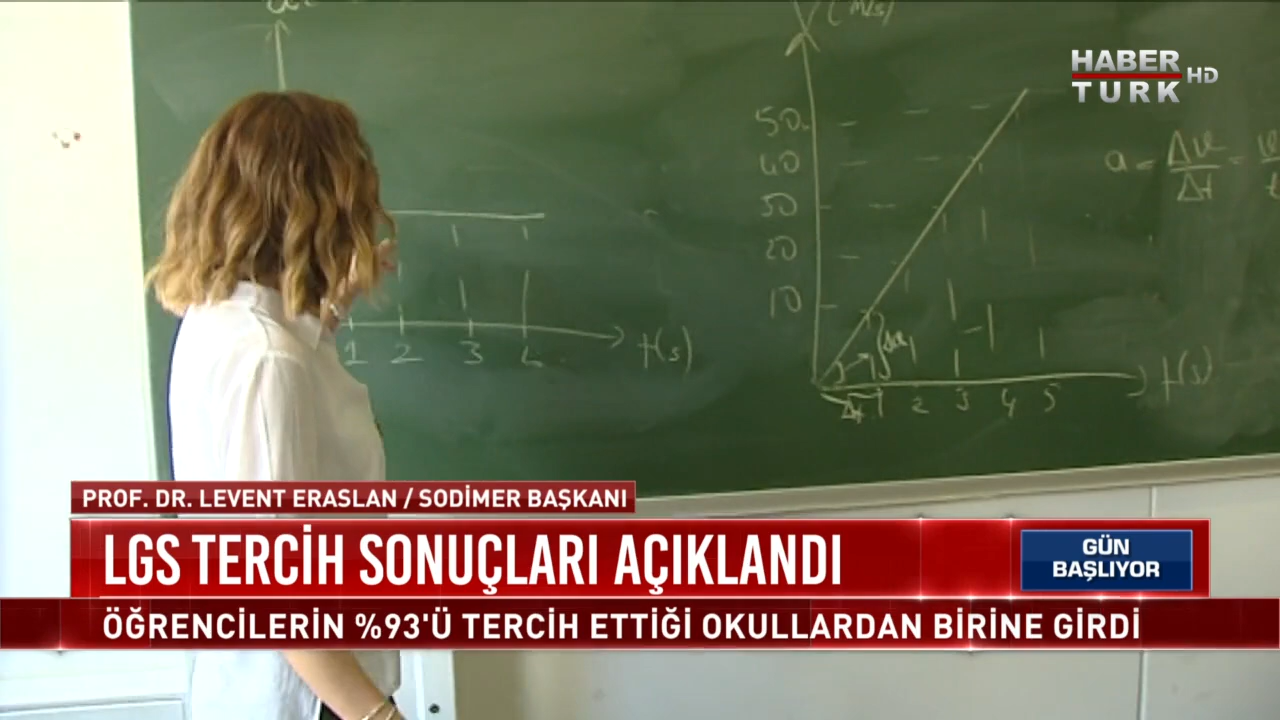 V (m/s)
HABER
TURK HD
50
40
30
20
10
a = Δv/Δt =
1 2 3
t(s)
Δv
t(s)
Δt 2 3 4 5
PROF. DR. LEVENT ERASLAN / SODİMER BAŞKANI
LGS TERCİH SONUÇLARI AÇIKLANDI
GÜN
BAŞLIYOR
ÖĞRENCİLERİN %93'Ü TERCİH ETTİĞİ OKULLARDAN BİRİNE GİRDİ